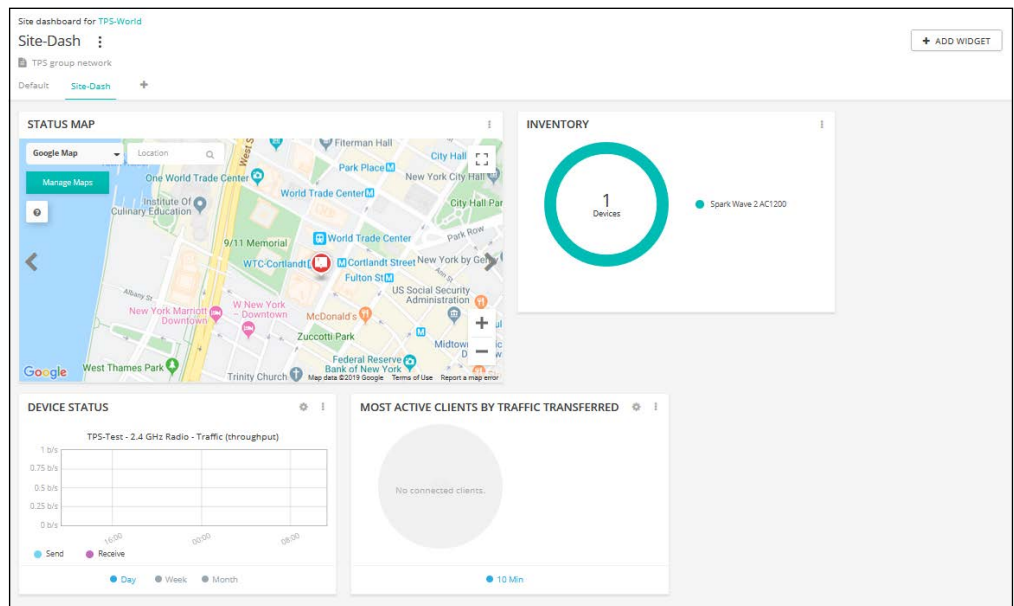 Site dashboard for TPS-World
Site-Dash
+ ADD WIDGET
TPS group network
Default Site-Dash +
STATUS MAP
Google Map
Location
Manage Maps
Fiterman Hall
City Hall
West S
Park Place
New York City Hall
One World Trade Center
World Trade Center
Institute Of
Culinary Education
City Hall Par
9/11 Memorial
World Trade Center
Park Row
WTC-Cortlandt
Cortlandt Street
New York by Ge
Fulton St
Ann St
US Social Security
Administration
Albany St
New York Marriott
Downtown
W New York
- Downtown
McDonald's
Zuccotti Park
Midtow
Federal Reserve
Bank of New York
West Thames Park
Trinity Church
Google
Map data ©2019 Google Terms of Use Report a map error
INVENTORY
1
Devices
Spark Wave 2 AC1200
DEVICE STATUS
TPS-Test - 2.4 GHz Radio - Traffic (throughput)
1 b/s
0.75 b/s
0.5 b/s
0.25 b/s
0 b/s
16:00 00:00 08:00
Send Receive
Day Week Month
MOST ACTIVE CLIENTS BY TRAFFIC TRANSFERRED
No connected clients.
10 Min